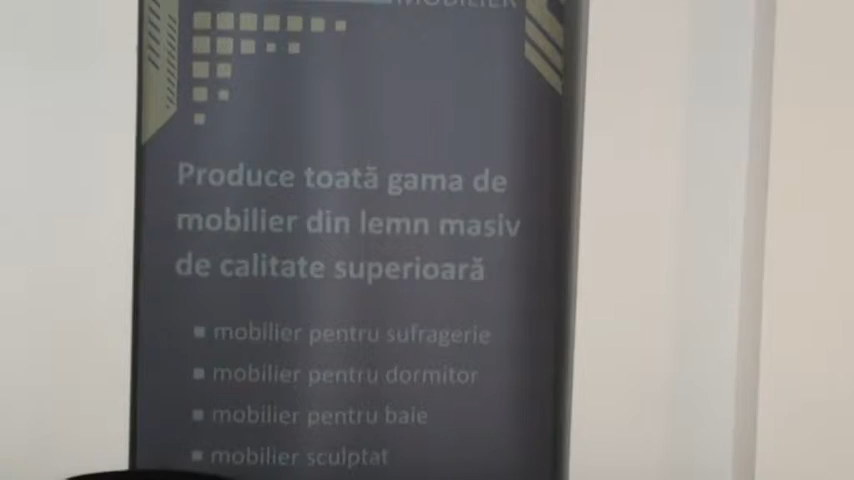 MOBILIER
Produce toată gama de
mobilier din lemn masiv
de calitate superioară
mobilier pentru sufragerie
mobilier pentru dormitor
mobilier pentru baie
mobilier sculptat